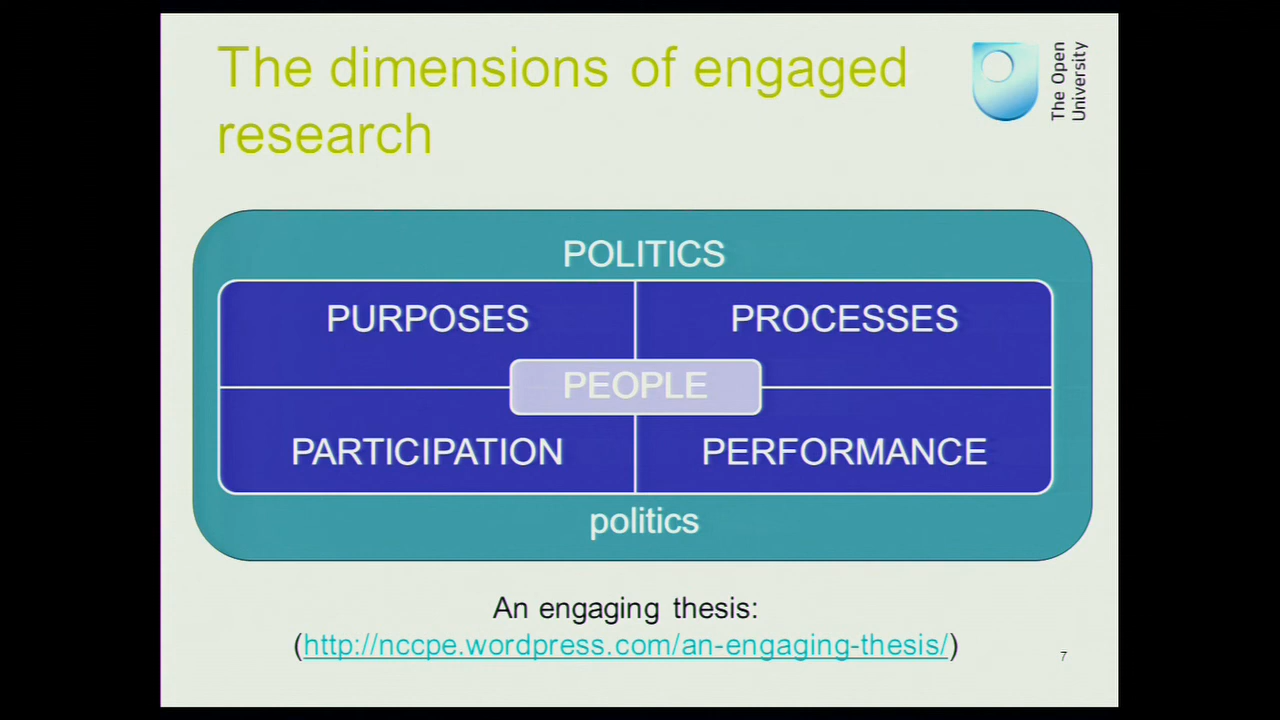 The dimensions of engaged
research
The Open
University
POLITICS
PURPOSES
PROCESSES
PEOPLE
PARTICIPATION
PERFORMANCE
politics
An engaging thesis:
(http://nccpe.wordpress.com/an-engaging-thesis/)
7